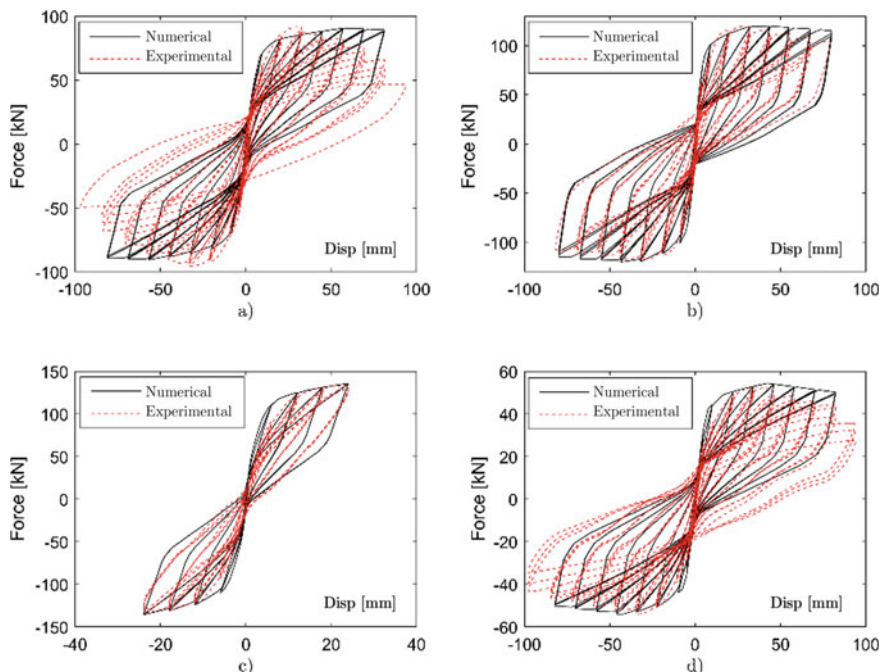 100
50
0
-50
-100
Force [kN]
Numerical
Experimental
Disp [mm]
-100
-50
0
50
100
a)
100
50
0
-50
-100
Force [kN]
Numerical
Experimental
Disp [mm]
-100
-50
0
50
100
b)
150
100
50
0
-50
-100
-150
Force [kN]
Numerical
Experimental
Disp [mm]
-40
-20
0
20
40
c)
60
40
20
0
-20
-40
-60
Force [kN]
Numerical
Experimental
Disp [mm]
-100
-50
0
50
100
d)